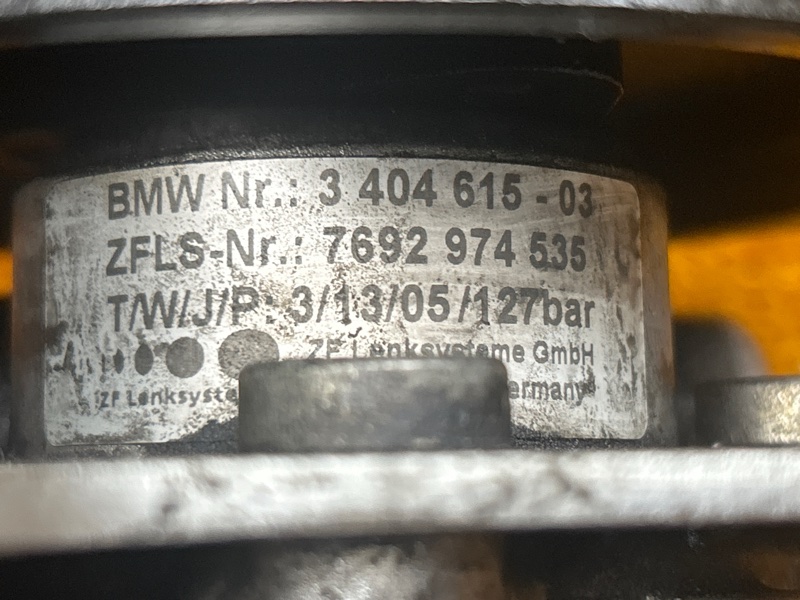 BMW Nr.: 3 404 615 - 03
ZFLS-Nr.: 7692 974 535
T/W/J/P: 3/13/05/127bar
ZF Lenksysteme GmbH
ZF Lenksyste ermany